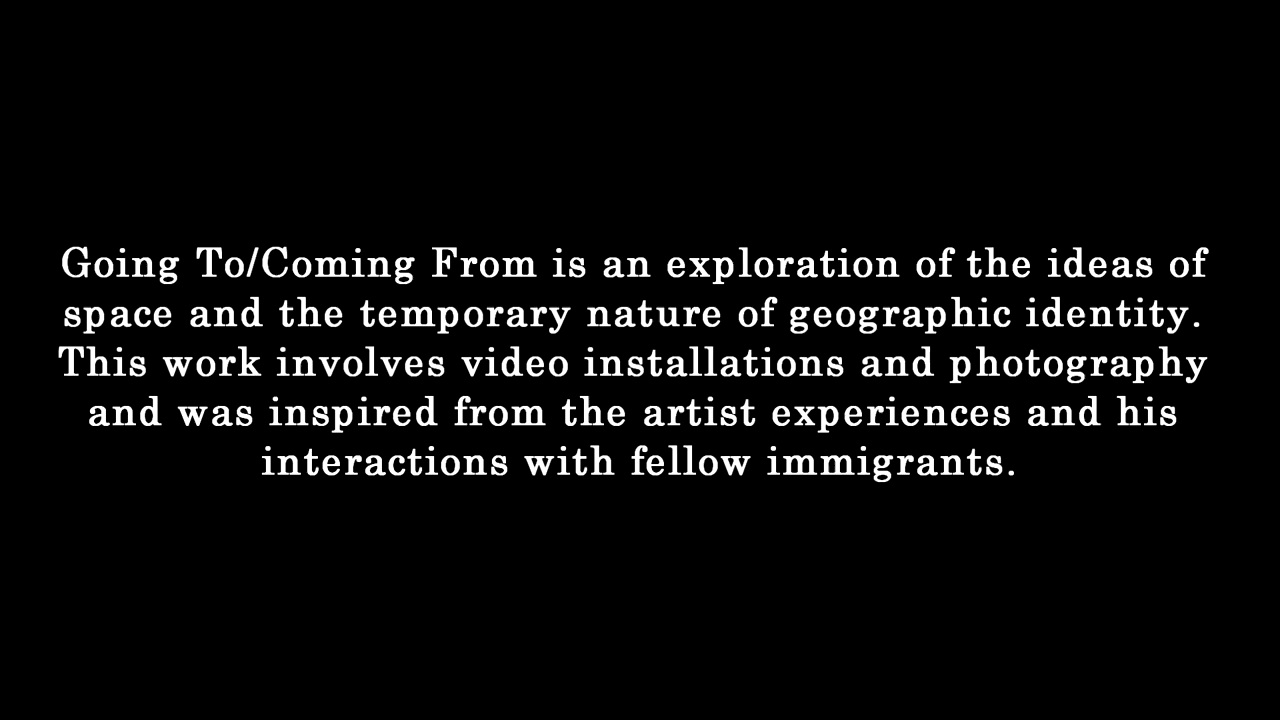 Going To/Coming From is an exploration of the ideas of
space and the temporary nature of geographic identity.
This work involves video installations and photography
and was inspired from the artist experiences and his
interactions with fellow immigrants.